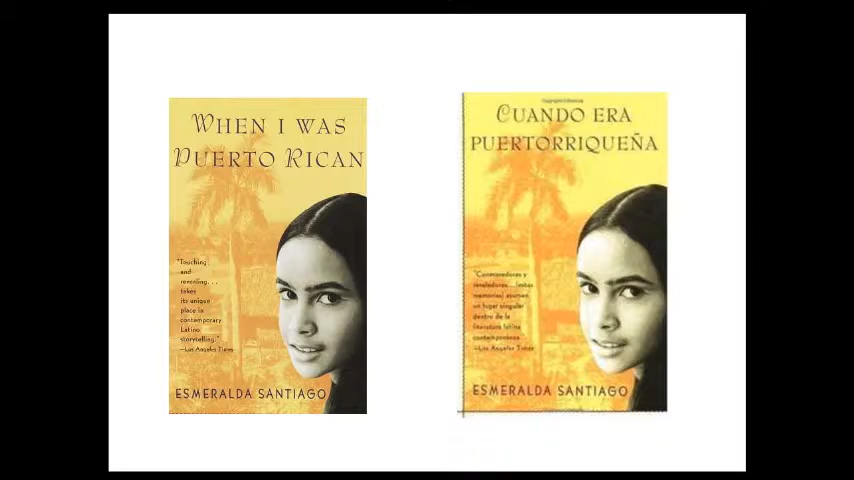 WHEN I WAS
PUERTO RICAN
"Touching
and
revealing...
takes
its unique
place in
contemporary
Latino
storytelling."
—Los Angeles Times
ESMERALDA SANTIAGO
CUANDO ERA
PUERTORRIQUEÑA
"Conmovedoras y
reveladoras... [estas
memorias] asumen
un lugar singular
dentro de la
literatura latina
contemporánea."
—Los Angeles Times
ESMERALDA SANTIAGO